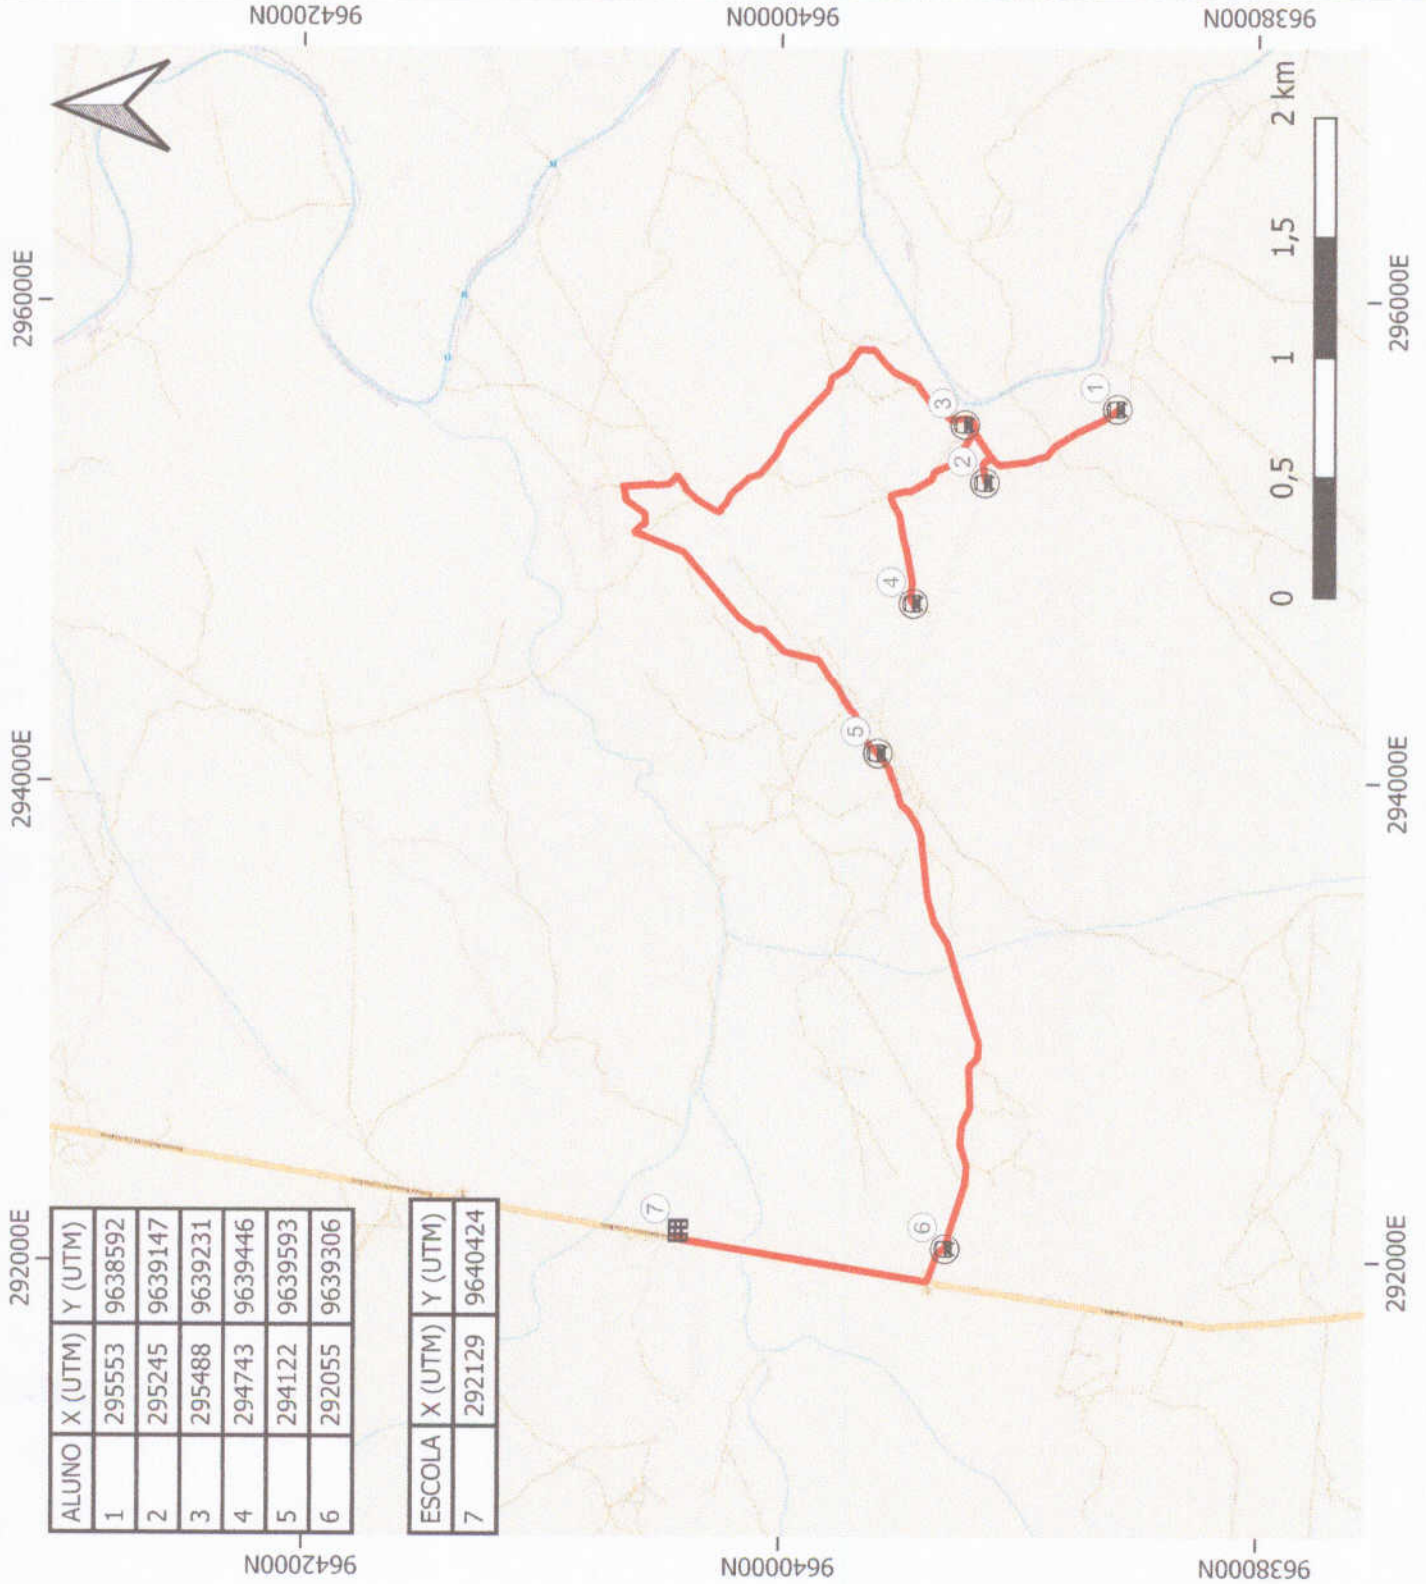 ALUNO X (UTM) Y (UTM)
1 295553 9638592
2 295245 9639147
3 295488 9639231
4 294743 9639446
5 294122 9639593
6 292055 9639306
ESCOLA X (UTM) Y (UTM)
7 292129 9640424
292000E
294000E
296000E
9642000N
9640000N
9638000N
9642000N
9640000N
9638000N
292000E
294000E
296000E
7
6
5
4
2
3
1
0 0,5 1 1,5 2 km